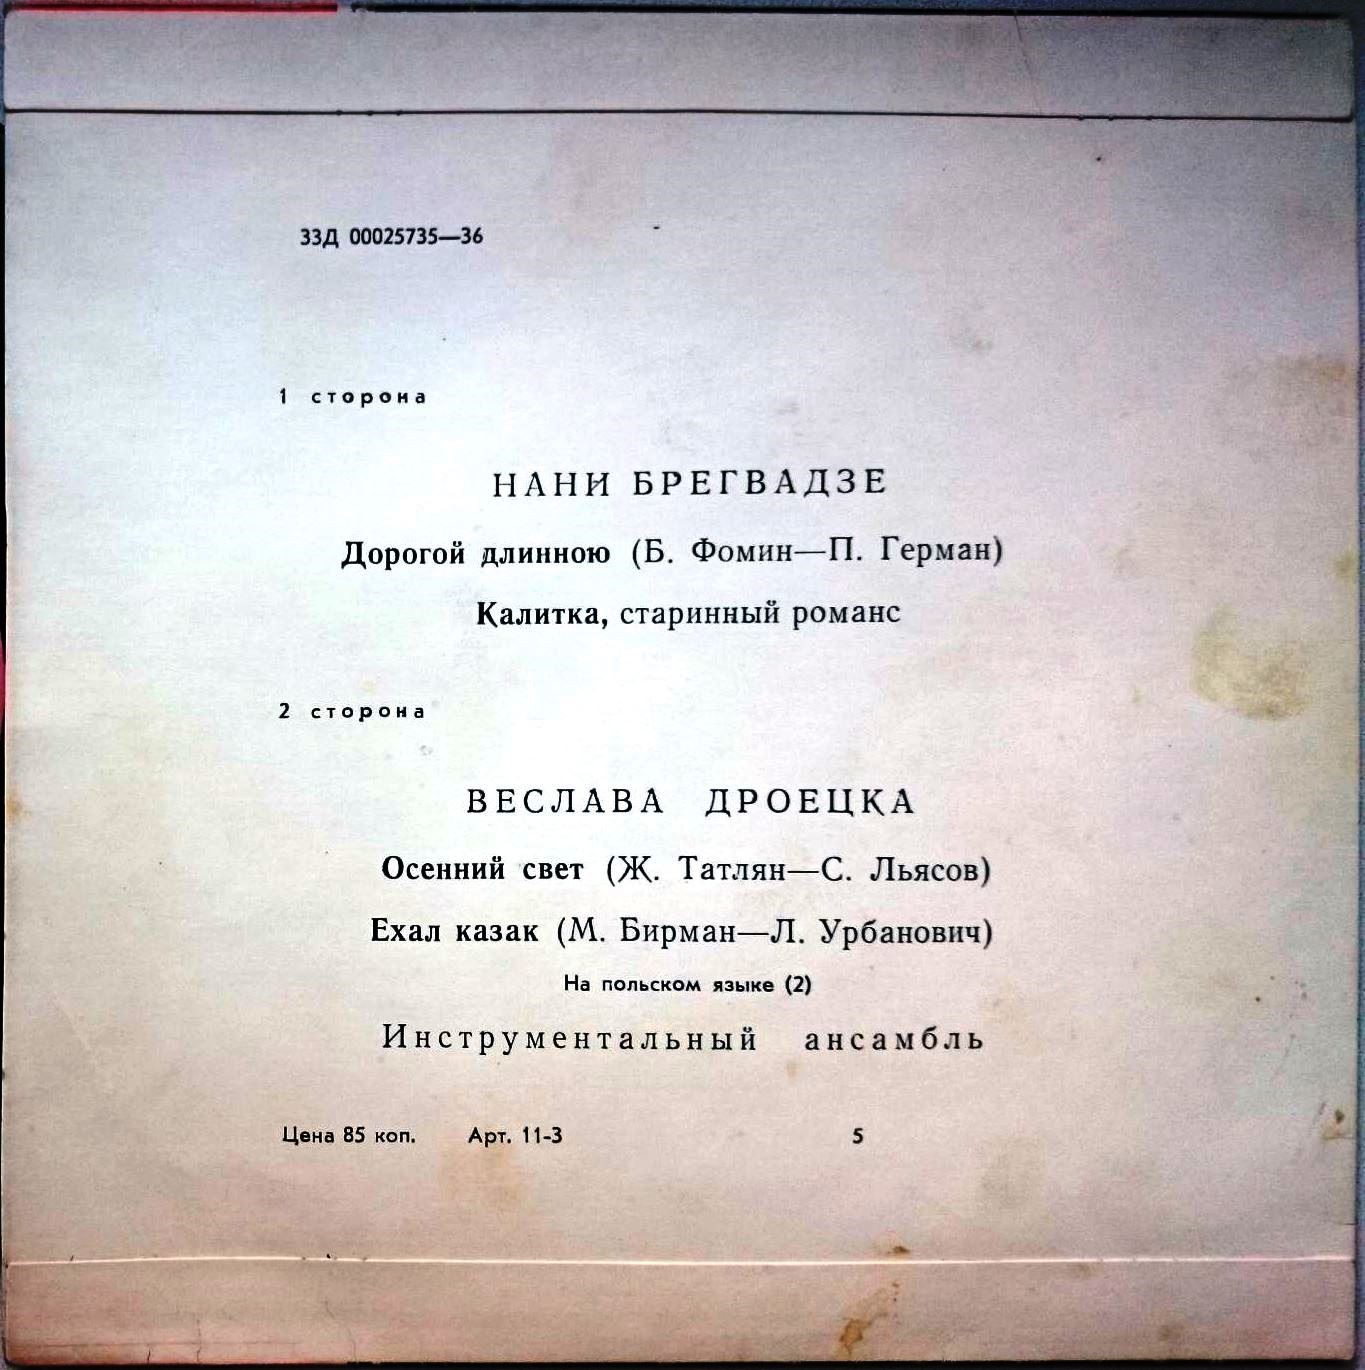 33Д 00025735—36
1 сторона
НАНИ БРЕГВАДЗЕ
Дорогой длинною (Б. Фомин—П. Герман)
Калитка, старинный романс
2 сторона
ВЕСЛАВА ДРОЕЦКА
Осенний свет (Ж. Татлян—С. Льясов)
Ехал казак (М. Бирман—Л. Урбанович)
На польском языке (2)
Инструментальный ансамбль
Цена 85 коп. Арт. 11-3 5